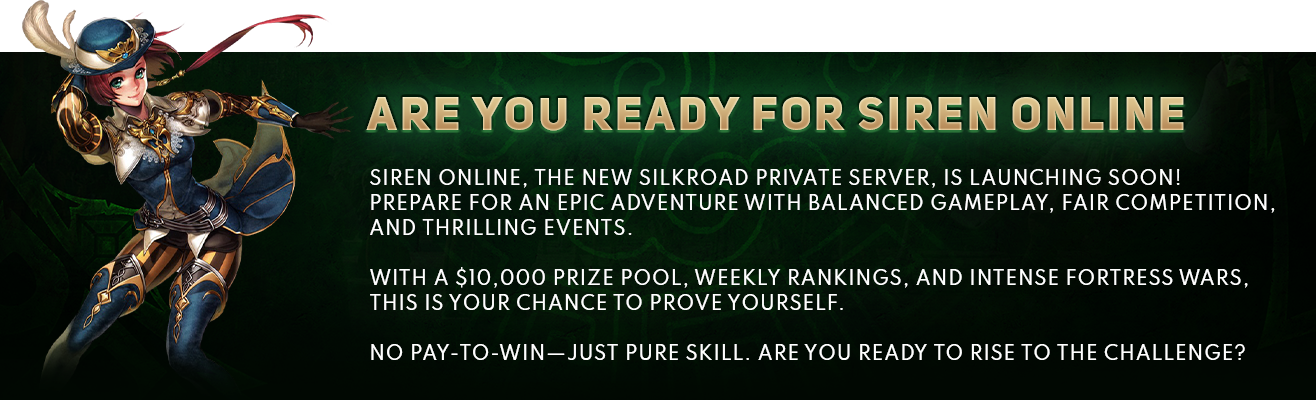 ARE YOU READY FOR SIREN ONLINE
SIREN ONLINE, THE NEW SILKROAD PRIVATE SERVER, IS LAUNCHING SOON!
PREPARE FOR AN EPIC ADVENTURE WITH BALANCED GAMEPLAY, FAIR COMPETITION,
AND THRILLING EVENTS.
WITH A $10,000 PRIZE POOL, WEEKLY RANKINGS, AND INTENSE FORTRESS WARS,
THIS IS YOUR CHANCE TO PROVE YOURSELF.
NO PAY-TO-WIN—JUST PURE SKILL. ARE YOU READY TO RISE TO THE CHALLENGE?